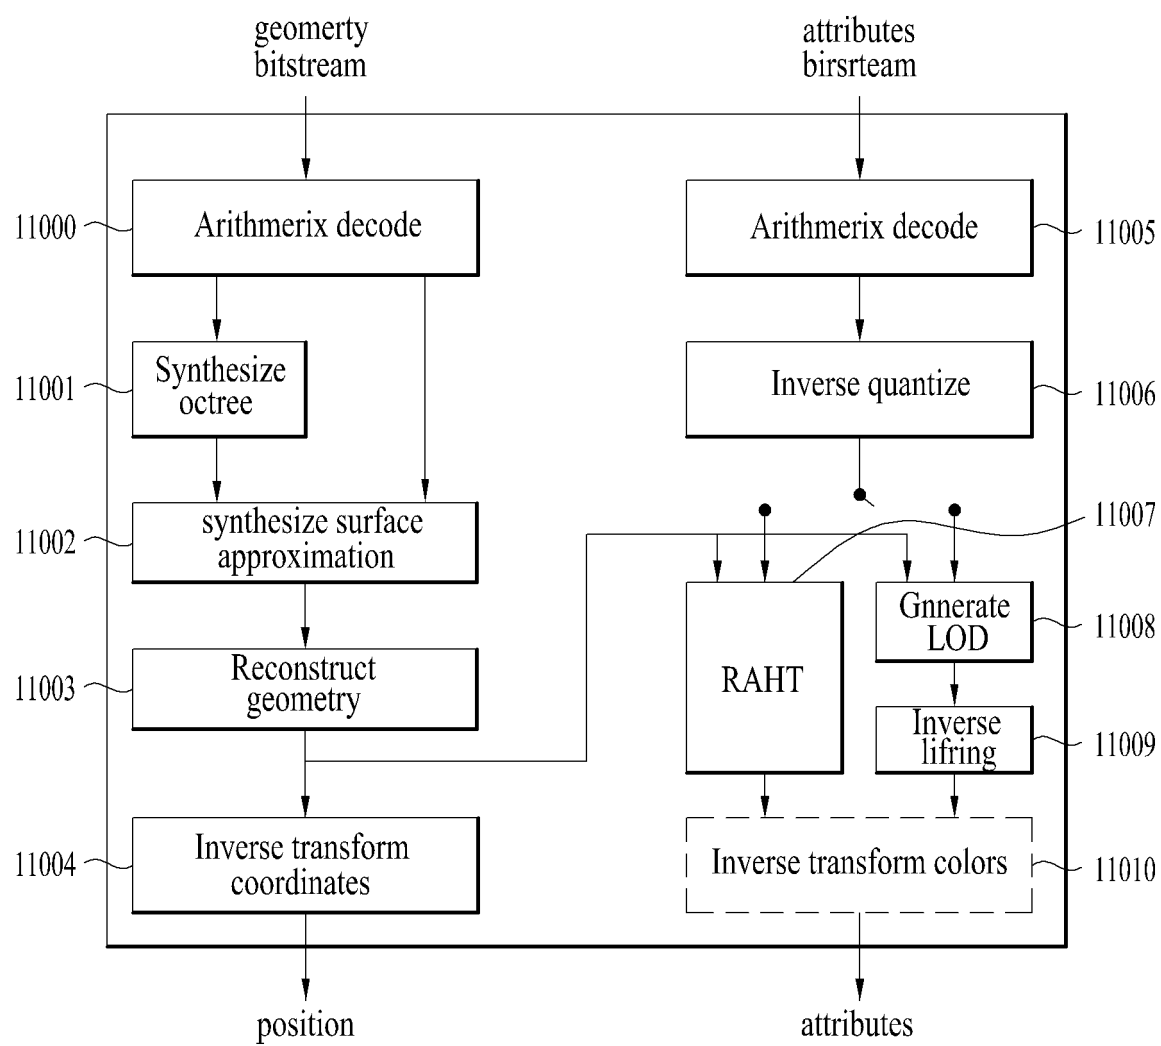 geomerty
bitstream
attributes
birsrteam
11000
Arithmerix decode
Arithmerix decode
11005
11001
Synthesize
octree
Inverse quantize
11006
11002
synthesize surface
approximation
11007
Gnnerate
LOD
11008
11003
Reconstruct
geometry
RAHT
Inverse
lifring
11009
11004
Inverse transform
coordinates
Inverse transform colors
11010
position
attributes